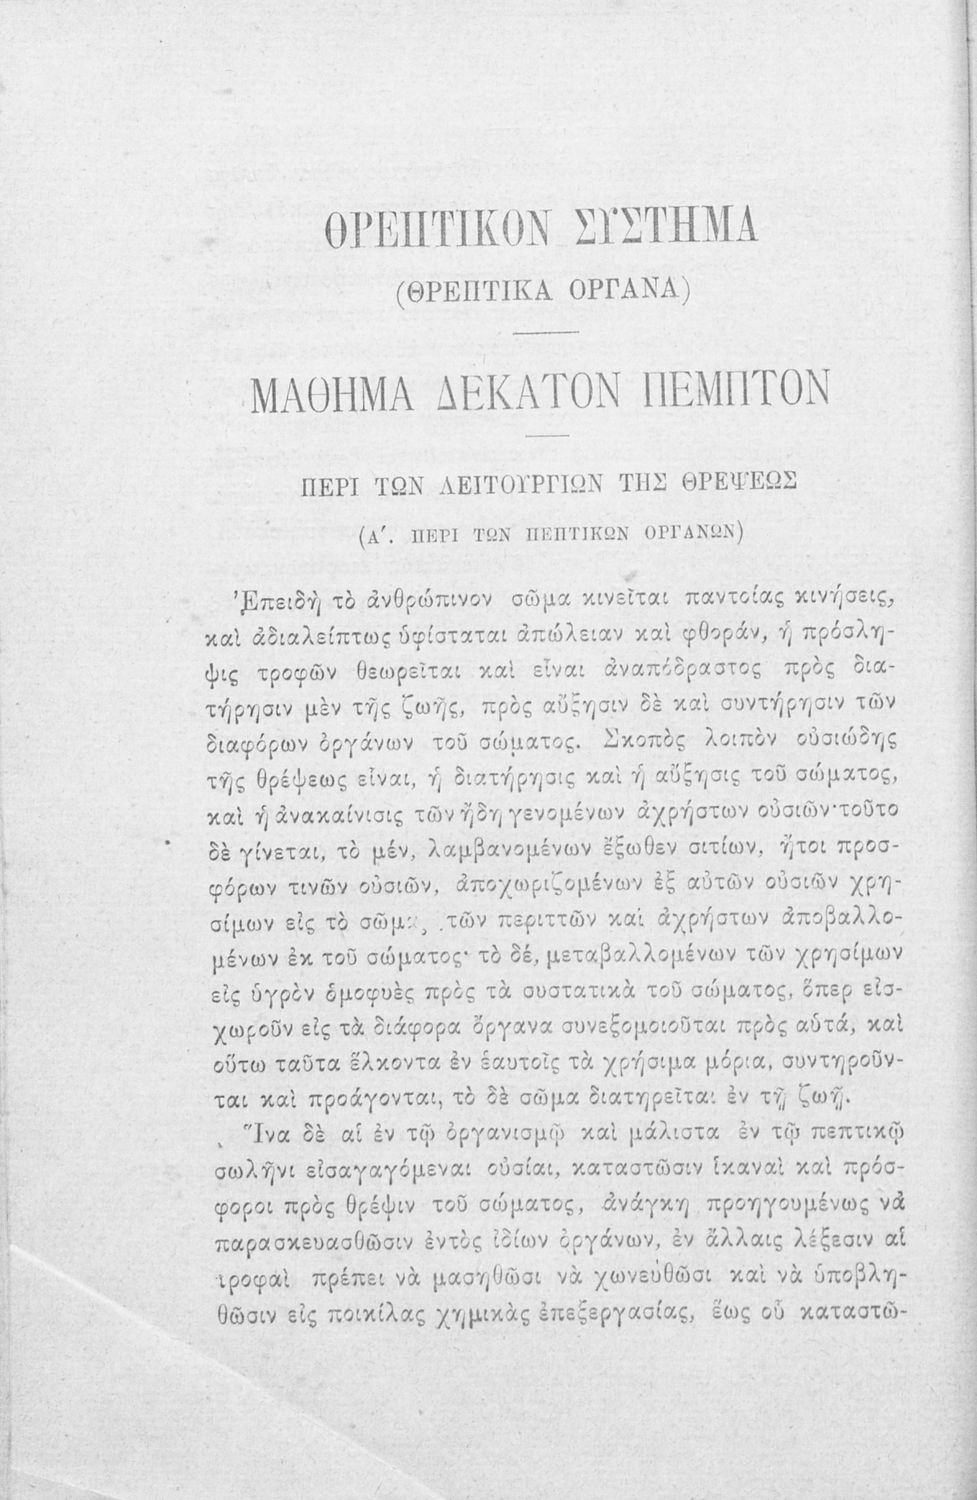 ΘΡΕΠΤΙΚΟΝ ΣΥΣΤΗΜΑ
(ΘΡΕΠΤΙΚΑ ΟΡΓΑΝΑ)
ΜΑΘΗΜΑ ΔΕΚΑΤΟΝ ΠΕΜΠΤΟΝ
ΠΕΡΙ ΤΩΝ ΛΕΙΤΟΥΡΓΙΩΝ ΤΗΣ ΘΡΕΨΕΩΣ
(Α΄. ΠΕΡΙ ΤΩΝ ΠΕΠΤΙΚΩΝ ΟΡΓΑΝΩΝ)
Ἐπειδὴ τὸ ἀνθρώπινον σῶμα κινεῖται παντοίας κινήσεις,
καὶ ἀδιαλείπτως ὑφίσταται ἀπώλειαν καὶ φθοράν, ἡ πρόσλη-
ψις τροφῶν θεωρεῖται καὶ εἶναι ἀναπόδραστος πρὸς δια-
τήρησιν μὲν τῆς ζωῆς, πρὸς αὔξησιν δὲ καὶ συντήρησιν τῶν
διαφόρων ὀργάνων τοῦ σώματος. Σκοπὸς λοιπὸν οὐσιώδης
τῆς θρέψεως εἶναι, ἡ διατήρησις καὶ ἡ αὔξησις τοῦ σώματος,
καὶ ἡ ἀνακαίνισις τῶν ἤδη γενομένων ἀχρήστων οὐσιῶν· τοῦτο
δὲ γίνεται, τὸ μέν, λαμβανομένων ἔξωθεν σιτίων, ἤτοι προσ-
φόρων τινῶν οὐσιῶν, ἀποχωριζομένων ἐξ αὐτῶν οὐσιῶν χρη-
σίμων εἰς τὸ σῶμα, τῶν περιττῶν καὶ ἀχρήστων ἀποβαλλο-
μένων ἐκ τοῦ σώματος· τὸ δέ, μεταβαλλομένων τῶν χρησίμων
εἰς ὑγρὸν ὁμοφυὲς πρὸς τὰ συστατικὰ τοῦ σώματος, ὅπερ εἰσ-
χωροῦν εἰς τὰ διάφορα ὄργανα συνεξομοιοῦται πρὸς αὐτά, καὶ
οὕτω ταῦτα ἕλκοντα ἐν ἑαυτοῖς τὰ χρήσιμα μόρια, συντηροῦν-
ται καὶ προάγονται, τὸ δὲ σῶμα διατηρεῖται ἐν τῇ ζωῇ.
Ἵνα δὲ αἱ ἐν τῷ ὀργανισμῷ καὶ μάλιστα ἐν τῷ πεπτικῷ
σωλῆνι εἰσαγαγόμεναι οὐσίαι, καταστῶσιν ἱκαναὶ καὶ πρόσ-
φοροι πρὸς θρέψιν τοῦ σώματος, ἀνάγκη προηγουμένως νὰ
παρασκευασθῶσιν ἐντὸς ἰδίων ὀργάνων, ἐν ἄλλαις λέξεσιν αἱ
τροφαὶ πρέπει νὰ μασηθῶσι νὰ χωνευθῶσι καὶ νὰ ὑποβλη-
θῶσιν εἰς ποικίλας χημικὰς ἐπεξεργασίας, ἕως οὗ καταστῶ-